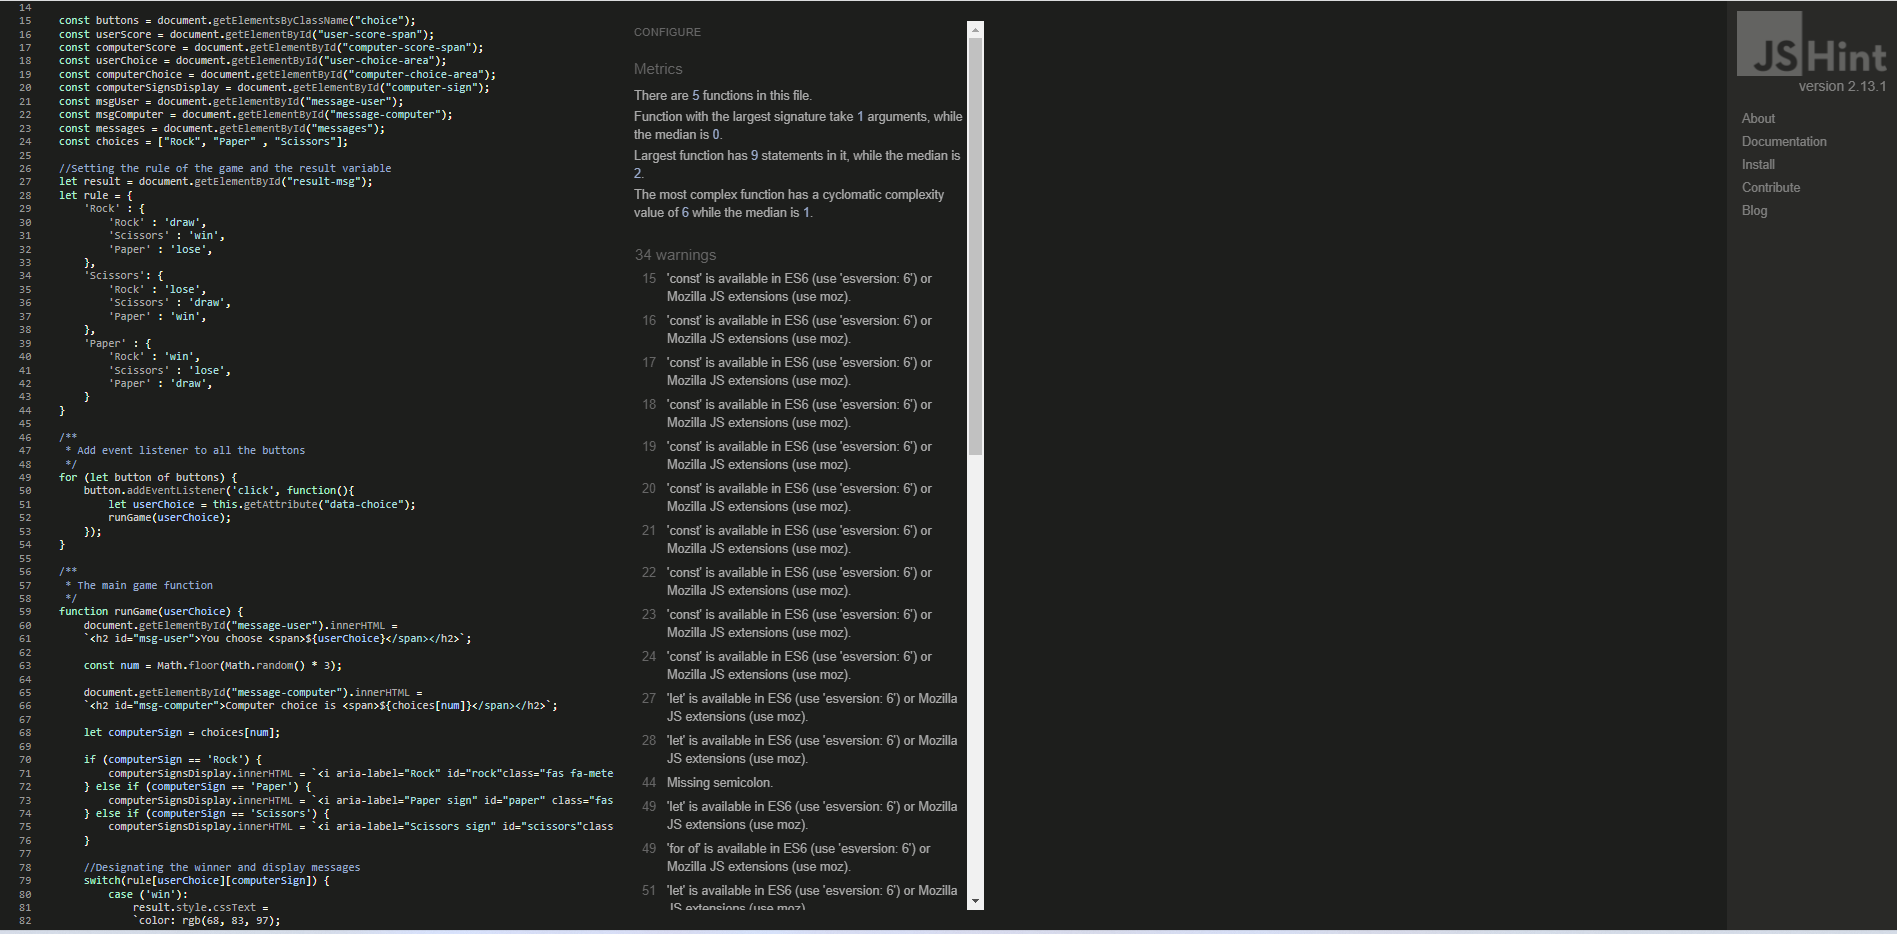 14
15 const buttons = document.getElementsByClassName("choice");
16 const userScore = document.getElementById("user-score-span");
17 const computerScore = document.getElementById("computer-score-span");
18 const userChoice = document.getElementById("user-choice-area");
19 const computerChoice = document.getElementById("computer-choice-area");
20 const computerSignsDisplay = document.getElementById("computer-sign");
21 const msgUser = document.getElementById("message-user");
22 const msgComputer = document.getElementById("message-computer");
23 const messages = document.getElementById("messages");
24 const choices = ["Rock", "Paper" , "Scissors"];
25
26 //Setting the rule of the game and the result variable
27 let result = document.getElementById("result-msg");
28 let rule = {
29 'Rock' : {
30 'Rock' : 'draw',
31 'Scissors' : 'win',
32 'Paper' : 'lose',
33 },
34 'Scissors': {
35 'Rock' : 'lose',
36 'Scissors' : 'draw',
37 'Paper' : 'win',
38 },
39 'Paper' : {
40 'Rock' : 'win',
41 'Scissors' : 'lose',
42 'Paper' : 'draw',
43 }
44 }
45
46 /**
47 * Add event listener to all the buttons
48 */
49 for (let button of buttons) {
50 button.addEventListener('click', function(){
51 let userChoice = this.getAttribute("data-choice");
52 runGame(userChoice);
53 });
54 }
55
56 /**
57 * The main game function
58 */
59 function runGame(userChoice) {
60 document.getElementById("message-user").innerHTML =
61 `<h2 id="msg-user">You choose <span>${userChoice}</span></h2>`;
62
63 const num = Math.floor(Math.random() * 3);
64
65 document.getElementById("message-computer").innerHTML =
66 `<h2 id="msg-computer">Computer choice is <span>${choices[num]}</span></h2>`;
67
68 let computerSign = choices[num];
69
70 if (computerSign == 'Rock') {
71 computerSignsDisplay.innerHTML = `<i aria-label="Rock" id="rock"class="fas fa-mete
72 } else if (computerSign == 'Paper') {
73 computerSignsDisplay.innerHTML = `<i aria-label="Paper sign" id="paper" class="fas
74 } else if (computerSign == 'Scissors') {
75 computerSignsDisplay.innerHTML = `<i aria-label="Scissors sign" id="scissors"class
76 }
77
78 //Designating the winner and display messages
79 switch(rule[userChoice][computerSign]) {
80 case ('win'):
81 result.style.cssText =
82 `color: rgb(68, 83, 97);
CONFIGURE
Metrics
There are 5 functions in this file.
Function with the largest signature take 1 arguments, while
the median is 0.
Largest function has 9 statements in it, while the median is
2.
The most complex function has a cyclomatic complexity
value of 6 while the median is 1.
34 warnings
15 'const' is available in ES6 (use 'esversion: 6') or
Mozilla JS extensions (use moz).
16 'const' is available in ES6 (use 'esversion: 6') or
Mozilla JS extensions (use moz).
17 'const' is available in ES6 (use 'esversion: 6') or
Mozilla JS extensions (use moz).
18 'const' is available in ES6 (use 'esversion: 6') or
Mozilla JS extensions (use moz).
19 'const' is available in ES6 (use 'esversion: 6') or
Mozilla JS extensions (use moz).
20 'const' is available in ES6 (use 'esversion: 6') or
Mozilla JS extensions (use moz).
21 'const' is available in ES6 (use 'esversion: 6') or
Mozilla JS extensions (use moz).
22 'const' is available in ES6 (use 'esversion: 6') or
Mozilla JS extensions (use moz).
23 'const' is available in ES6 (use 'esversion: 6') or
Mozilla JS extensions (use moz).
24 'const' is available in ES6 (use 'esversion: 6') or
Mozilla JS extensions (use moz).
27 'let' is available in ES6 (use 'esversion: 6') or Mozilla
JS extensions (use moz).
28 'let' is available in ES6 (use 'esversion: 6') or Mozilla
JS extensions (use moz).
44 Missing semicolon.
49 'let' is available in ES6 (use 'esversion: 6') or Mozilla
JS extensions (use moz).
49 'for of' is available in ES6 (use 'esversion: 6') or
Mozilla JS extensions (use moz).
51 'let' is available in ES6 (use 'esversion: 6') or Mozilla
JS extensions (use moz).
JSHint
version 2.13.1
About
Documentation
Install
Contribute
Blog